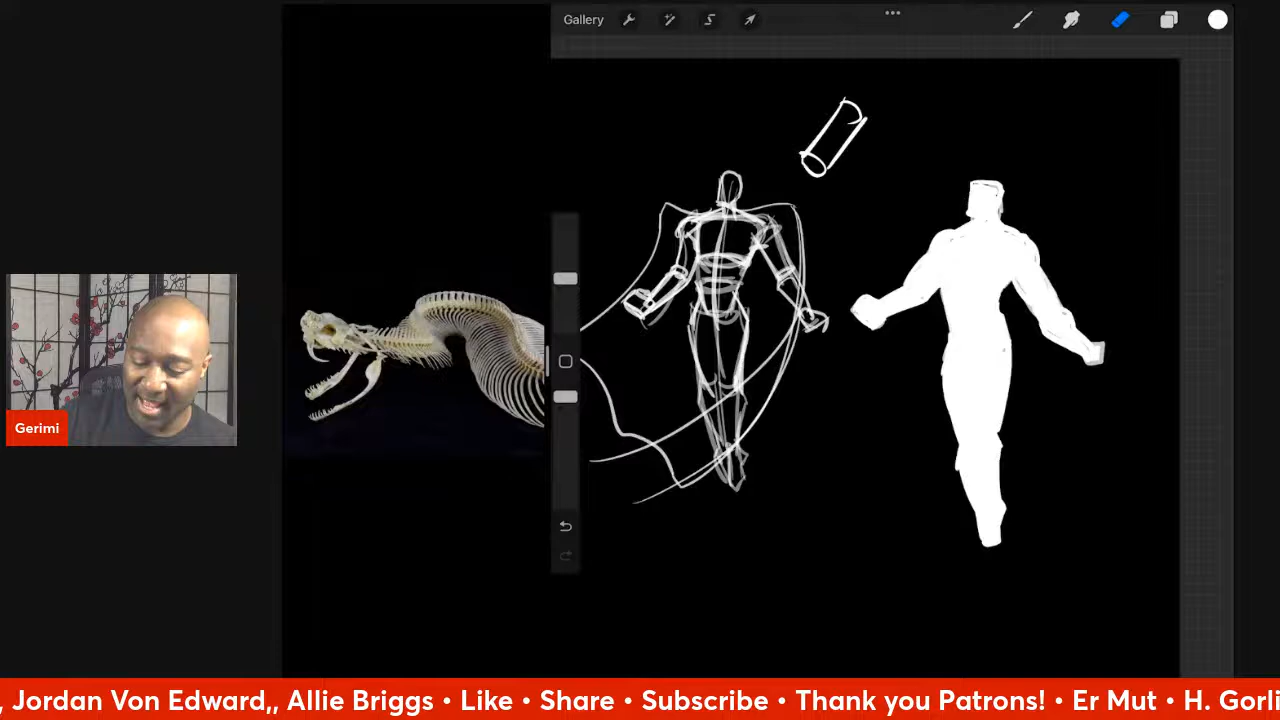 Gallery
Gerimi
, Jordan Von Edward,, Allie Briggs • Like • Share • Subscribe • Thank you Patrons! • Er Mut • H. Gorli